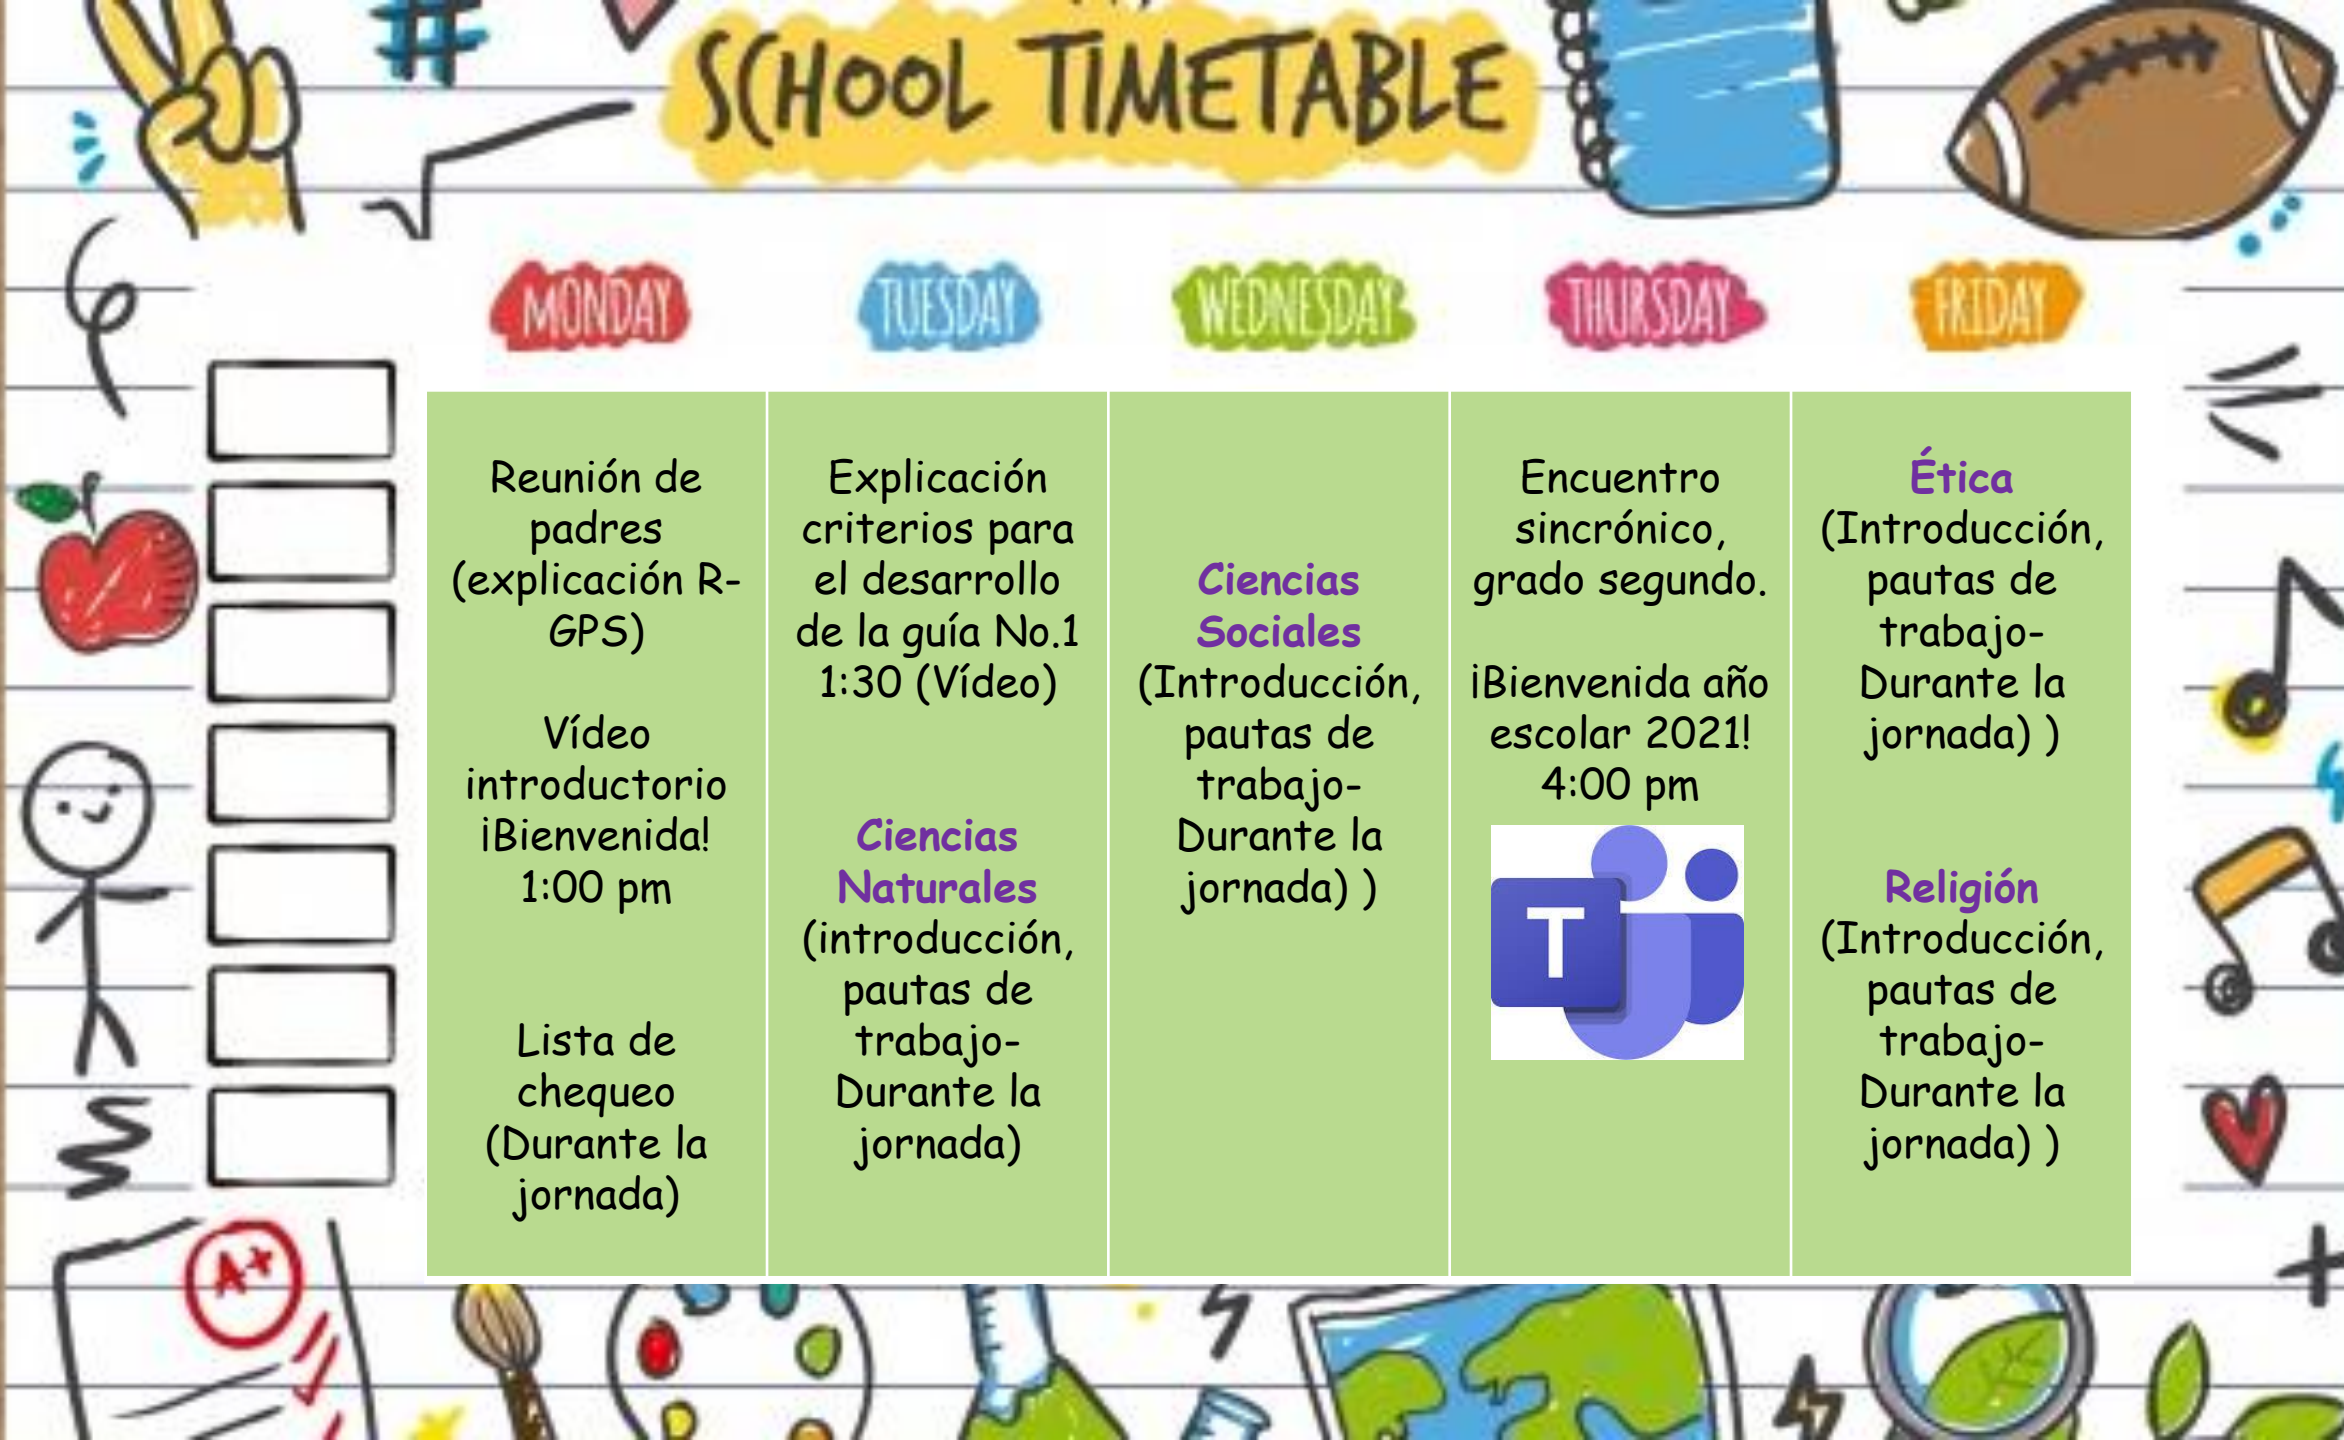 SCHOOL TIMETABLE
MONDAY
TUESDAY
WEDNESDAY
THURSDAY
FRIDAY
Reunión de
padres
(explicación R-
GPS)
Vídeo
introductorio
¡Bienvenida!
1:00 pm
Lista de
chequeo
(Durante la
jornada)
Explicación
criterios para
el desarrollo
de la guía No.1
1:30 (Vídeo)
Ciencias
Naturales
(introducción,
pautas de
trabajo-
Durante la
jornada)
Ciencias
Sociales
(Introducción,
pautas de
trabajo-
Durante la
jornada) )
Encuentro
sincrónico,
grado segundo.
¡Bienvenida año
escolar 2021!
4:00 pm
T
Ética
(Introducción,
pautas de
trabajo-
Durante la
jornada) )
Religión
(Introducción,
pautas de
trabajo-
Durante la
jornada) )
A+